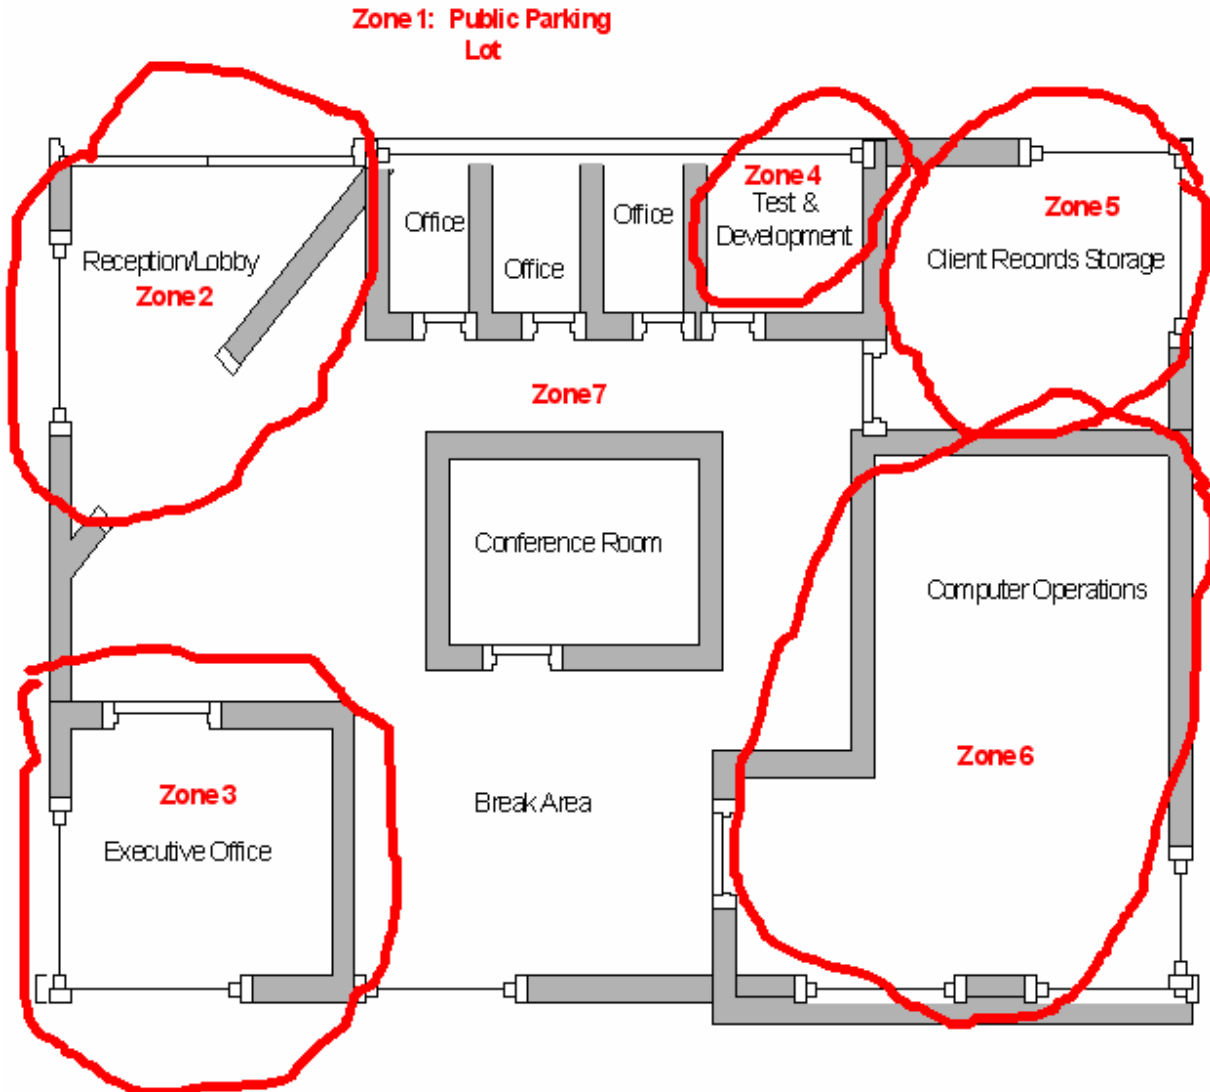 Zone 1: Public Parking
Lot
Zone 4
Test &
Development
Office
Office
Office
Zone 5
Client Records Storage
Reception/Lobby
Zone 2
Zone 7
Conference Room
Computer Operations
Zone 6
Zone 3
Executive Office
Break Area